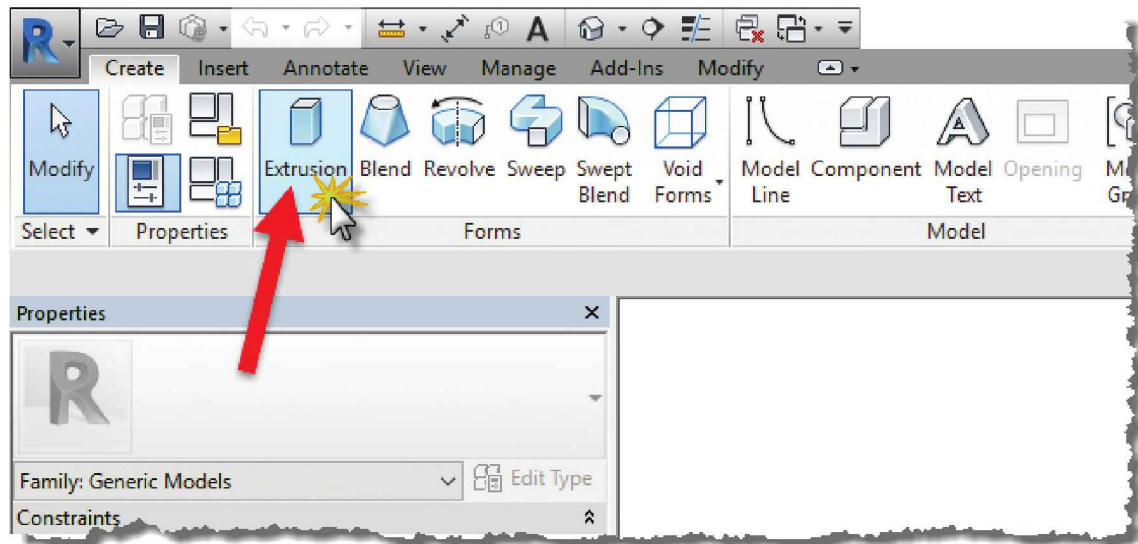 Create Insert Annotate View Manage Add-Ins Modify
Modify Extrusion Blend Revolve Sweep Swept Blend Void Forms Model Line Component Model Text Opening
Select Properties Forms Model
Properties
Family: Generic Models Edit Type
Constraints